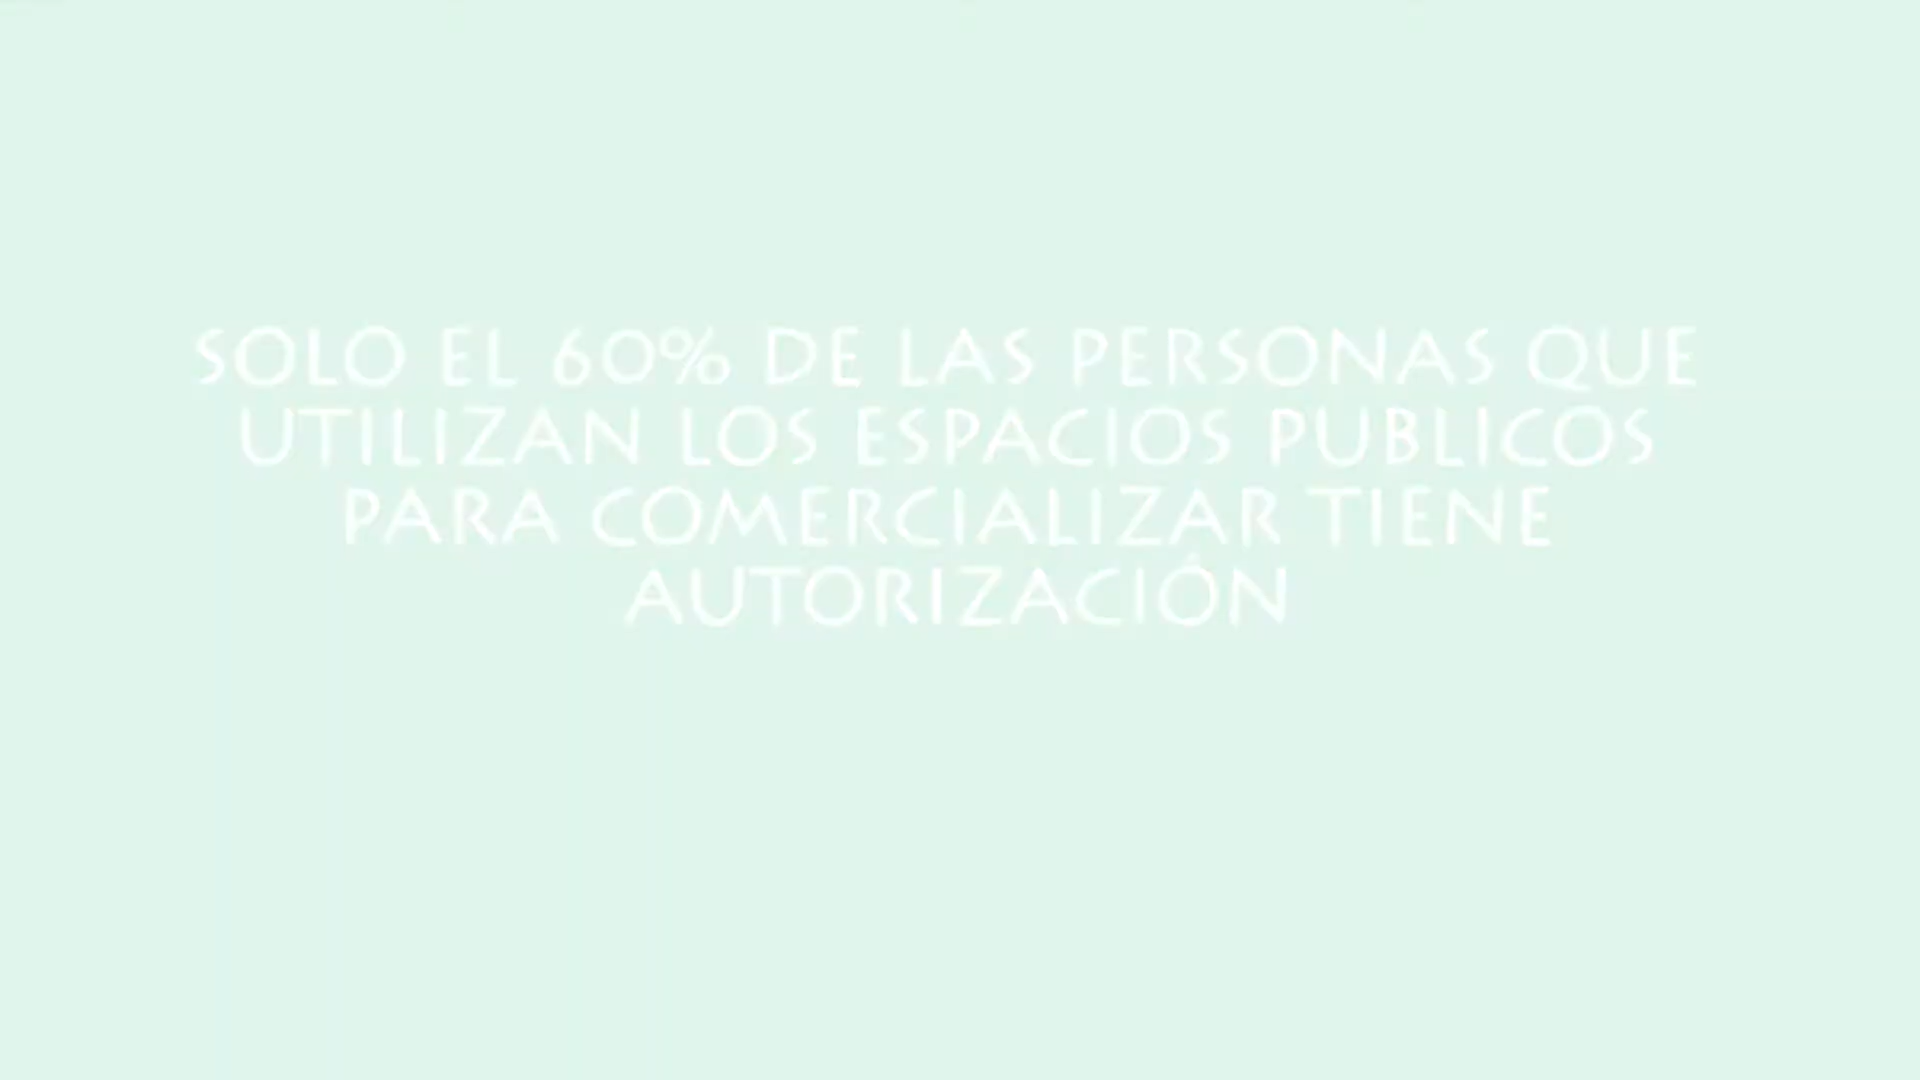 SOLO EL 60% DE LAS PERSONAS QUE
UTILIZAN LOS ESPACIOS PUBLICOS
PARA COMERCIALIZAR TIENE
AUTORIZACIÓN